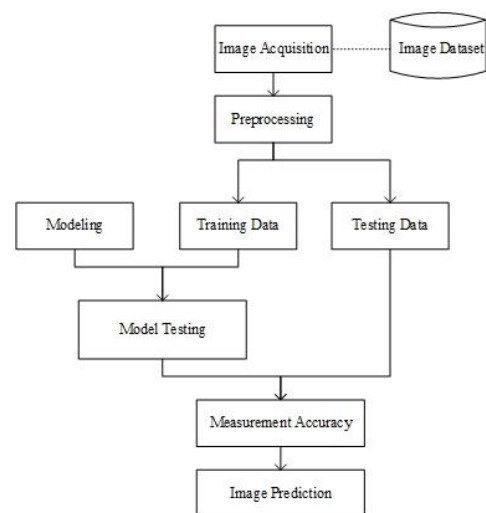 Image Acquisition
Image Dataset
Preprocessing
Modeling
Training Data
Testing Data
Model Testing
Measurement Accuracy
Image Prediction